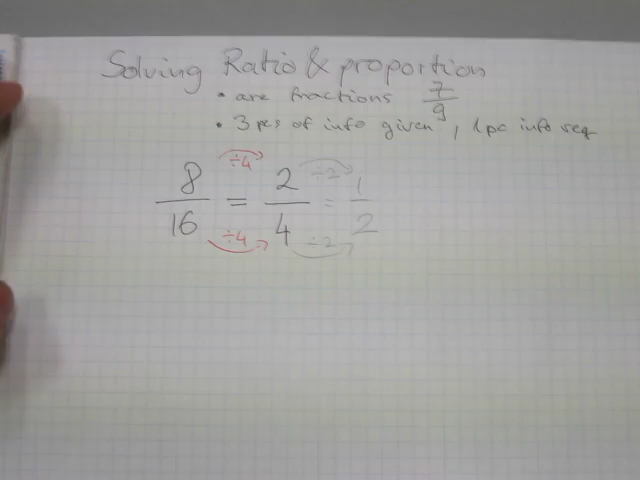 Solving Ratio & proportion
• are fractions 7/9
• 3 pcs of info given, 1 pc info req
÷4 ÷2
8/16 = 2/4 = 1/2
÷4 ÷2